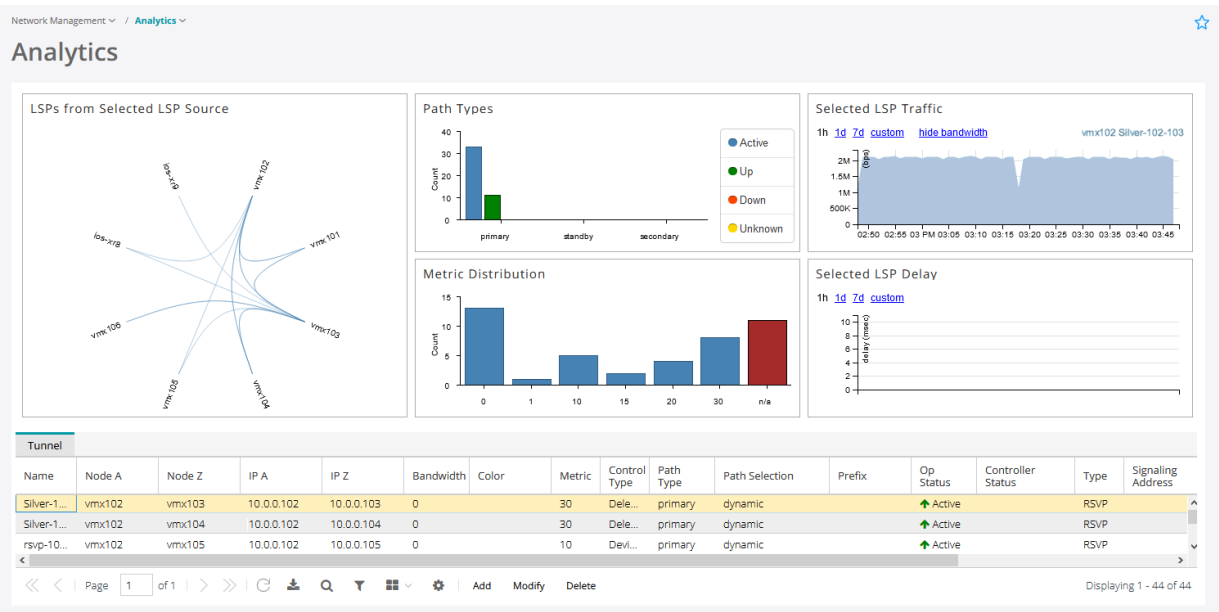 Network Management / Analytics
Analytics
LSPs from Selected LSP Source
ios-xr9
vmx102
ios-xr8
vmx101
vmx106
vmx103
vmx105
vmx104
Path Types
40
30
20
10
0
Count
primary standby secondary
Active
Up
Down
Unknown
Selected LSP Traffic
1h 1d 7d custom hide bandwidth vmx102 Silver-102-103
(bps)
2M
1.5M
1M
500K
0
02:50 02:55 03 PM 03:05 03:10 03:15 03:20 03:25 03:30 03:35 03:40 03:45
Metric Distribution
15
10
5
0
Count
0 1 10 15 20 30 n/a
Selected LSP Delay
1h 1d 7d custom
delay (msec)
10
8
6
4
2
0
Tunnel
Name Node A Node Z IP A IP Z Bandwidth Color Metric Control Type Path Type Path Selection Prefix Op Status Controller Status Type Signaling Address
Silver-1... vmx102 vmx103 10.0.0.102 10.0.0.103 0 30 Dele... primary dynamic Active RSVP
Silver-1... vmx102 vmx104 10.0.0.102 10.0.0.104 0 30 Dele... primary dynamic Active RSVP
rsvp-10... vmx102 vmx105 10.0.0.102 10.0.0.105 0 10 Devi... primary dynamic Active RSVP
Page 1 of 1 Add Modify Delete Displaying 1 - 44 of 44